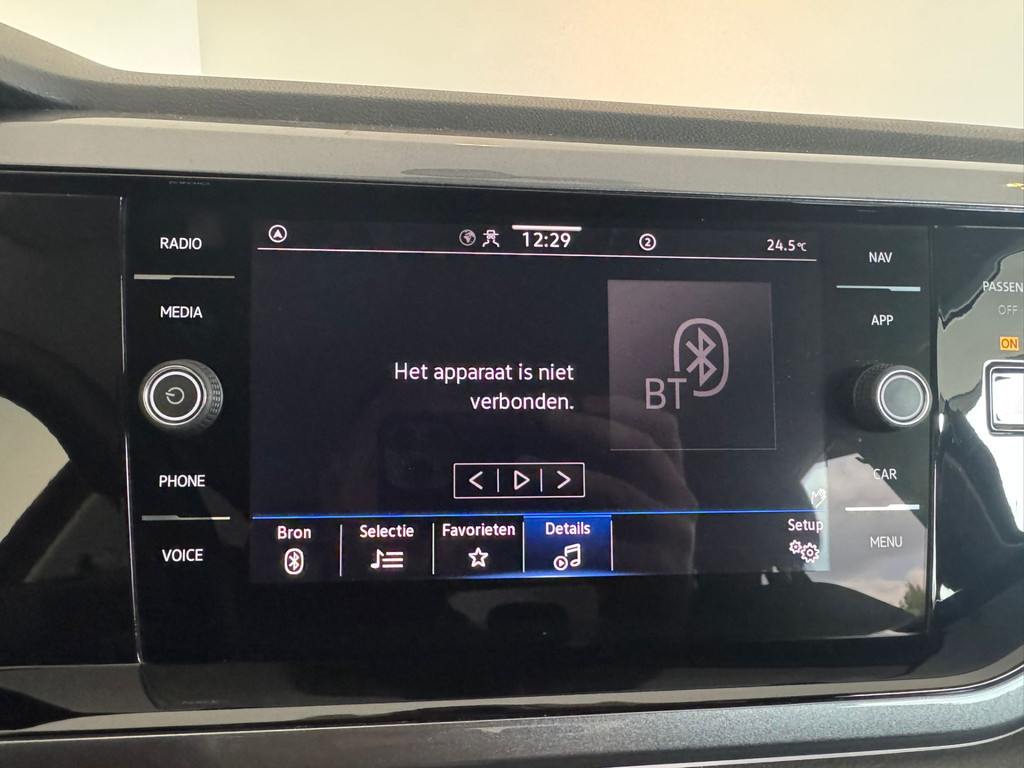 RADIO
MEDIA
PHONE
VOICE
12:29
2
24.5°C
Het apparaat is niet
verbonden.
BT
Bron
Selectie
Favorieten
Details
Setup
NAV
APP
CAR
MENU
PASSEN
OFF
ON